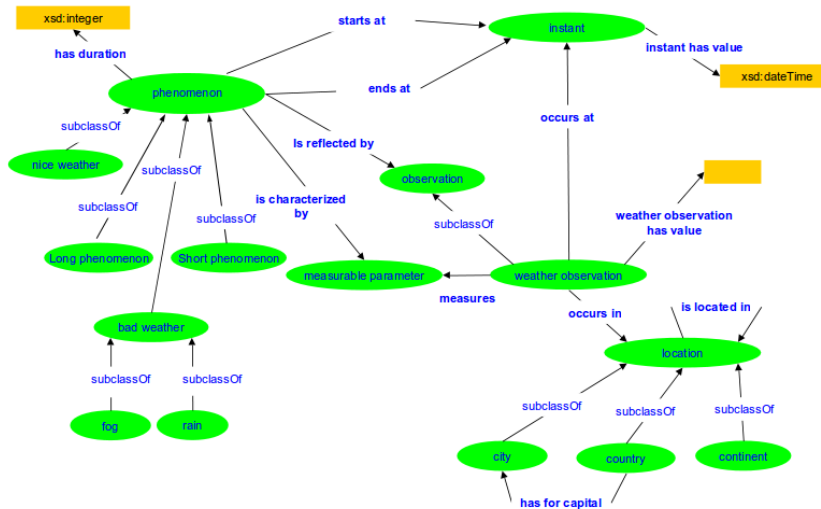 xsd:integer
starts at
instant
has duration
instant has value
xsd:dateTime
phenomenon
ends at
occurs at
subclassOf
Is reflected by
nice weather
subclassOf
observation
is characterized
by
subclassOf
subclassOf
subclassOf
weather observation
has value
Long phenomenon
Short phenomenon
measurable parameter
weather observation
measures
occurs in
is located in
bad weather
location
subclassOf
subclassOf
subclassOf
subclassOf
subclassOf
fog
rain
city
country
continent
has for capital